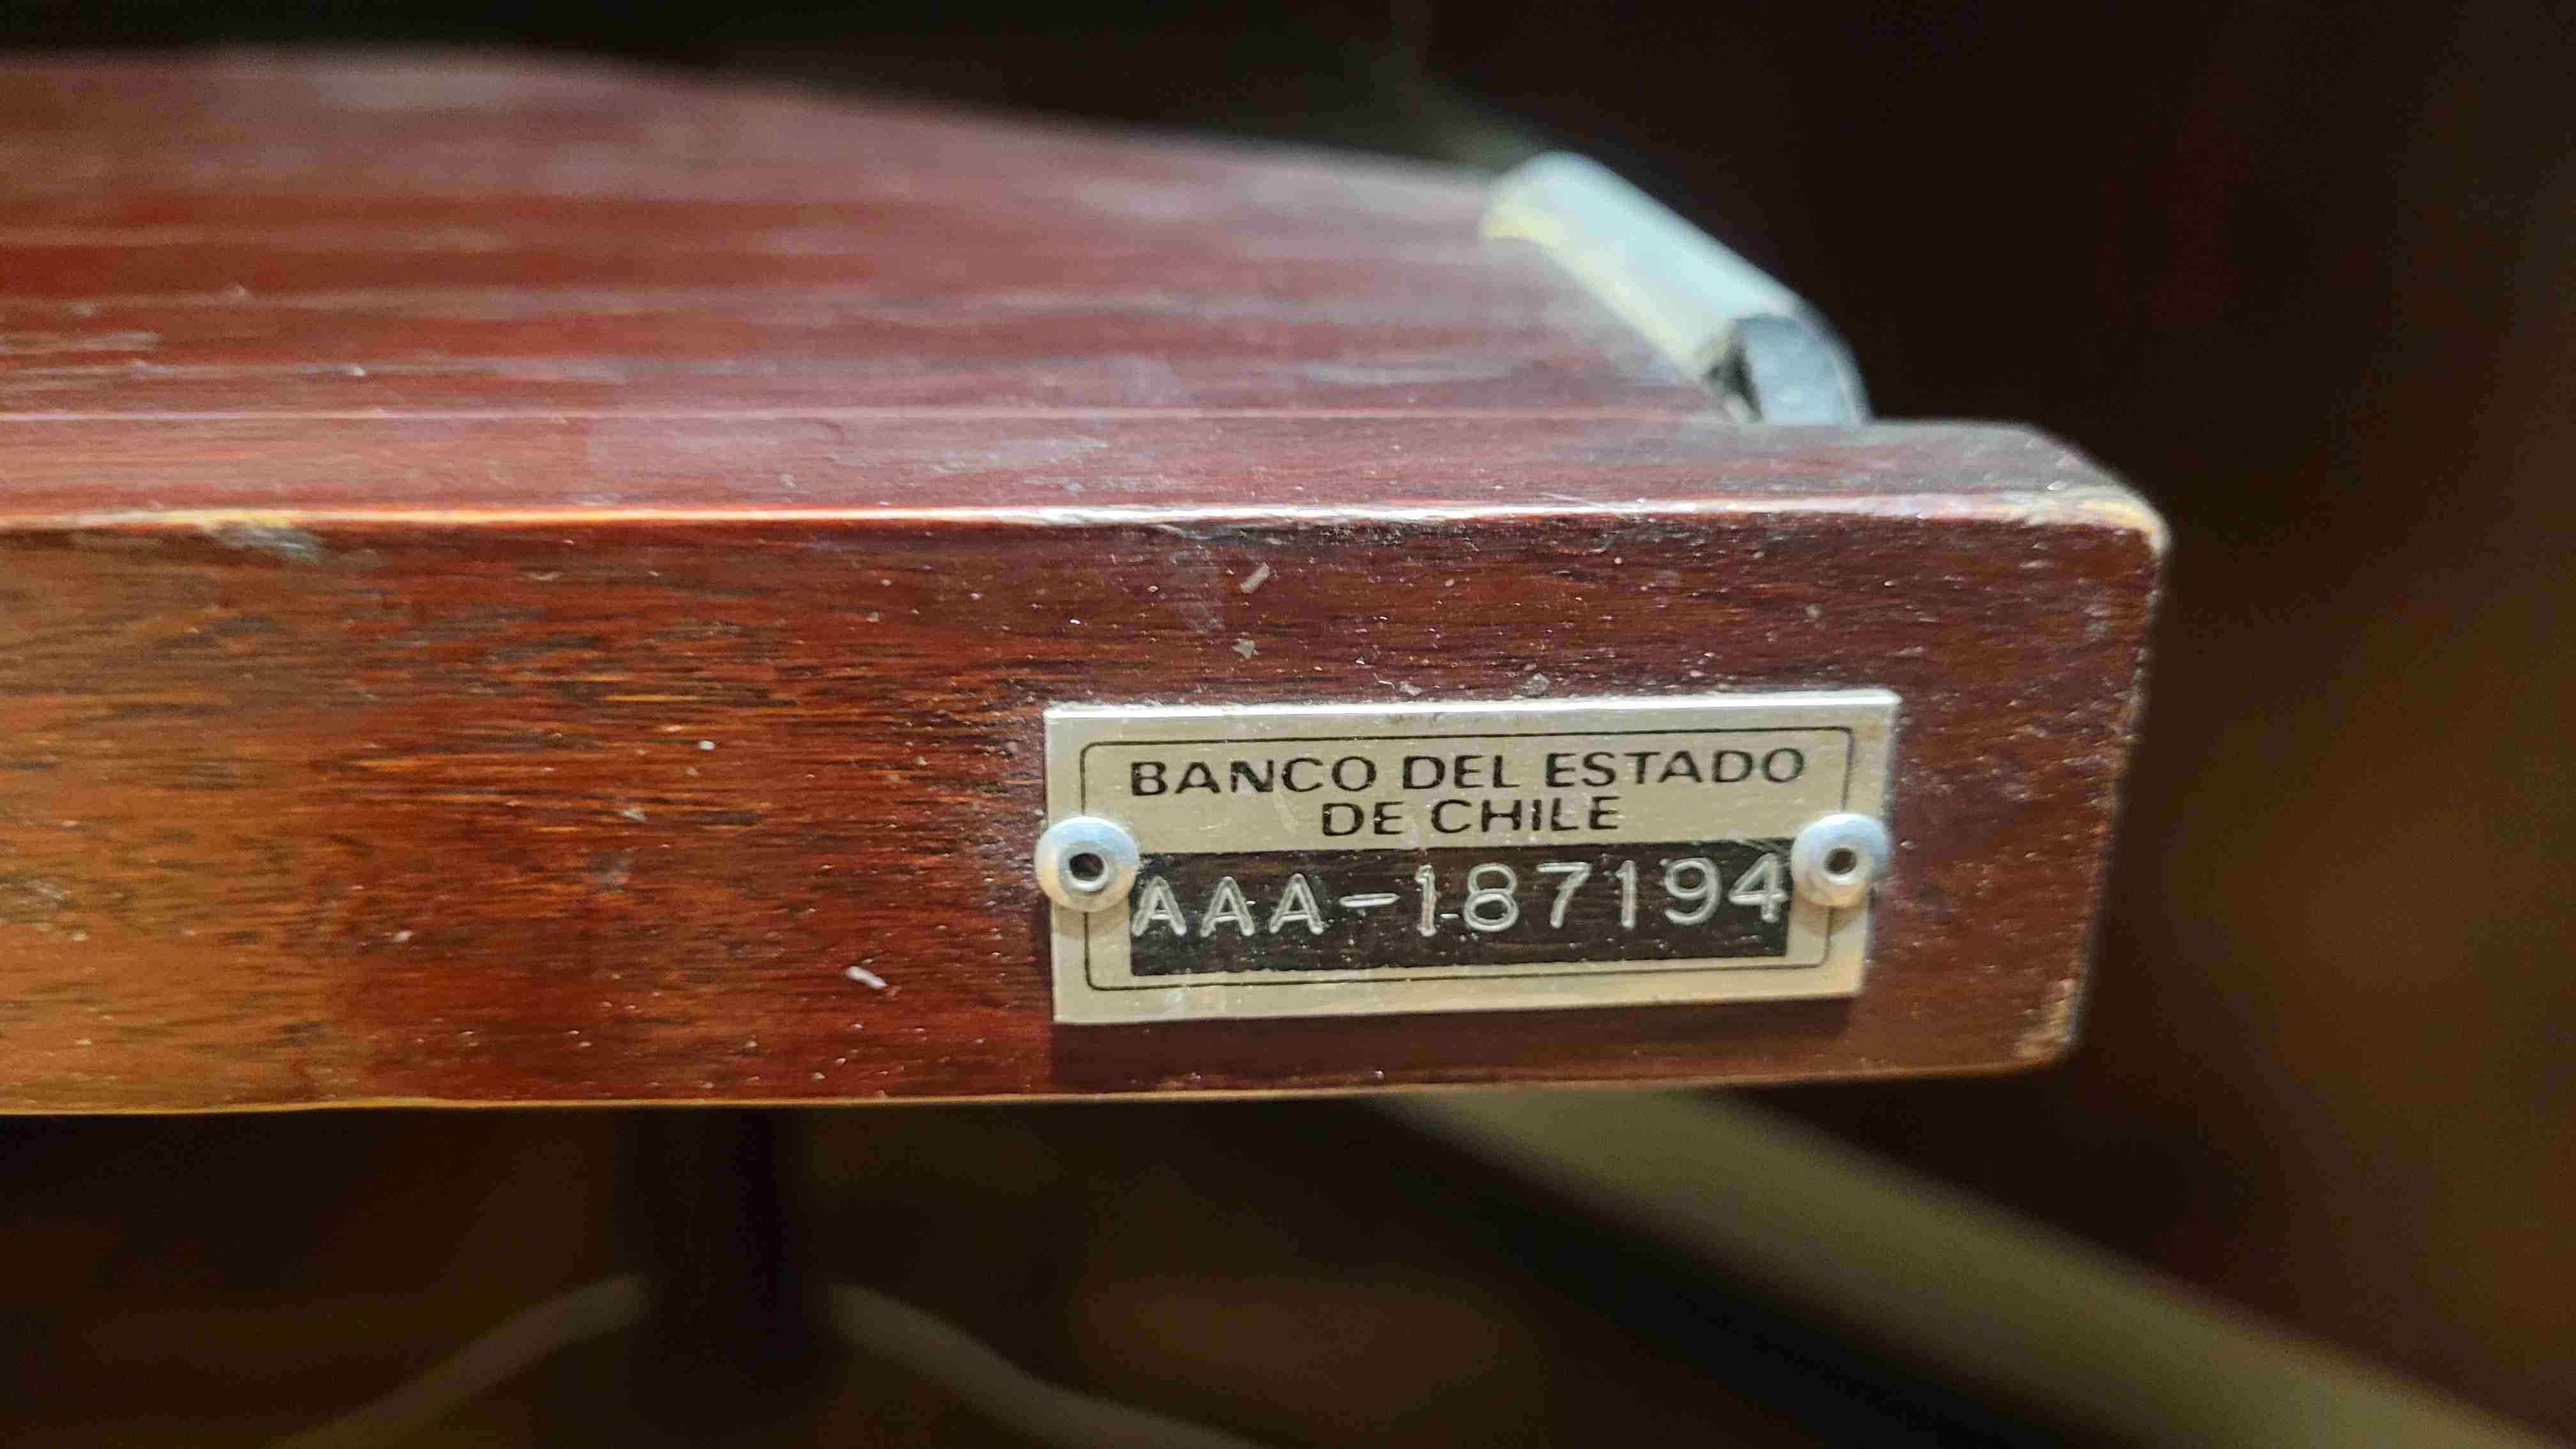 BANCO DEL ESTADO
DE CHILE
AAA-187194